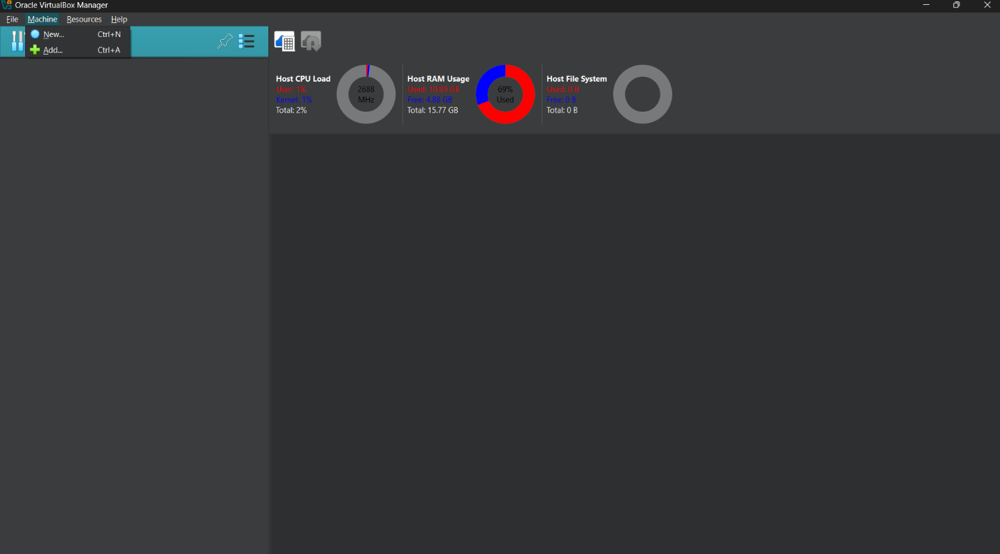 Oracle VirtualBox Manager
File Machine Resources Help
New... Ctrl+N
Add... Ctrl+A
Host CPU Load
User: 1%
Kernel: 1%
Total: 2%
2688
MHz
Host RAM Usage
Used: 10.89 GB
Free: 4.88 GB
Total: 15.77 GB
69%
Used
Host File System
Used: 0 B
Free: 0 B
Total: 0 B